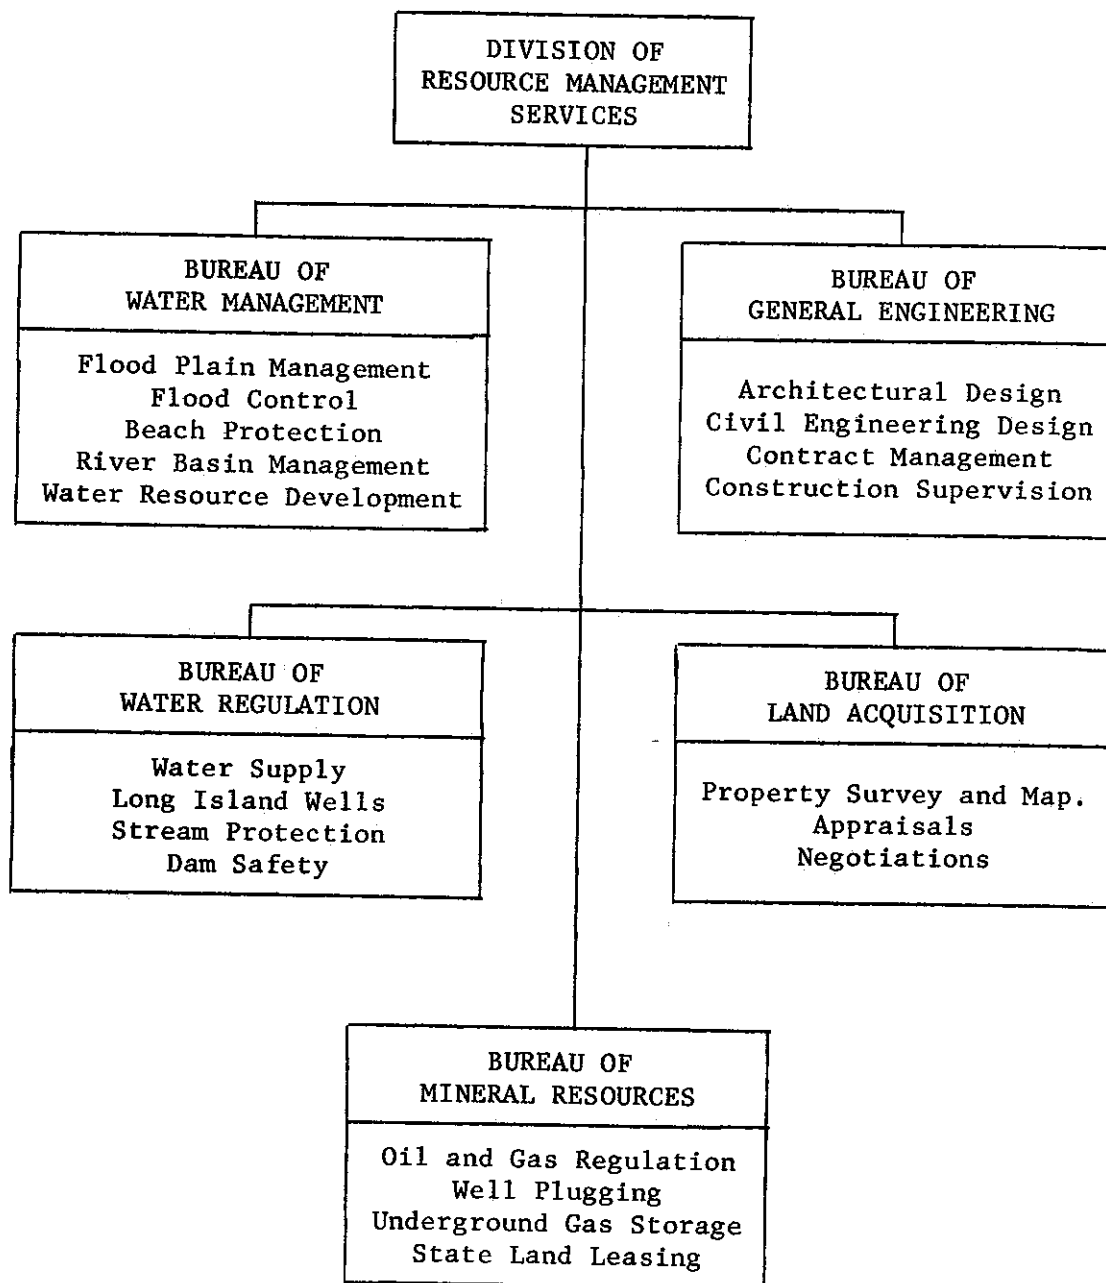 DIVISION OF
RESOURCE MANAGEMENT
SERVICES
BUREAU OF
WATER MANAGEMENT
Flood Plain Management
Flood Control
Beach Protection
River Basin Management
Water Resource Development
BUREAU OF
GENERAL ENGINEERING
Architectural Design
Civil Engineering Design
Contract Management
Construction Supervision
BUREAU OF
WATER REGULATION
Water Supply
Long Island Wells
Stream Protection
Dam Safety
BUREAU OF
LAND ACQUISITION
Property Survey and Map.
Appraisals
Negotiations
BUREAU OF
MINERAL RESOURCES
Oil and Gas Regulation
Well Plugging
Underground Gas Storage
State Land Leasing